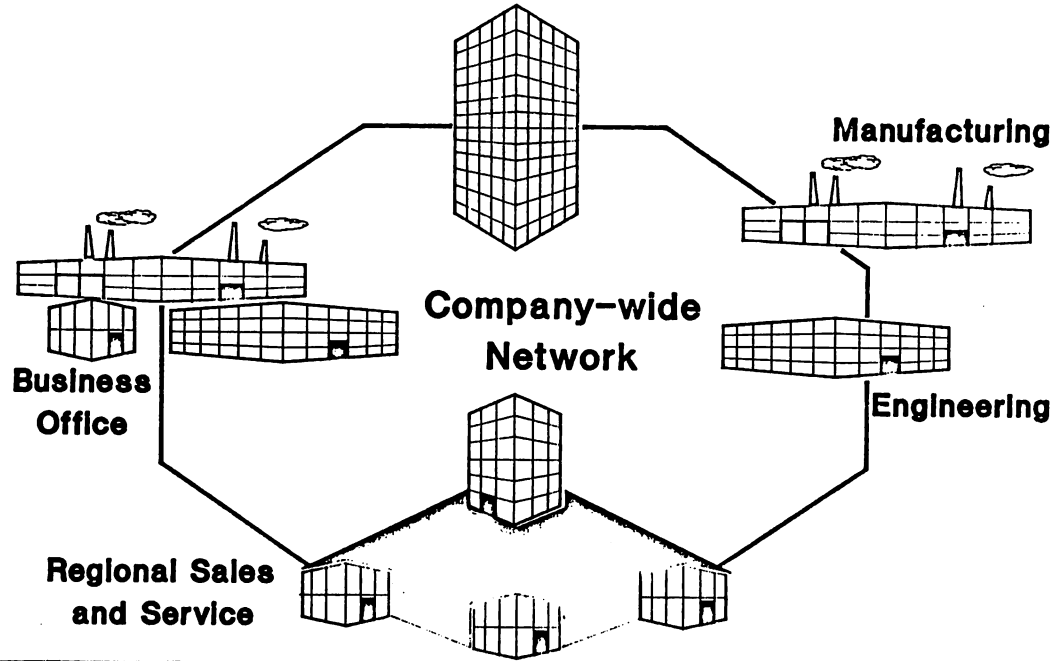 Manufacturing
Company-wide
Network
Business
Office
Engineering
Regional Sales
and Service